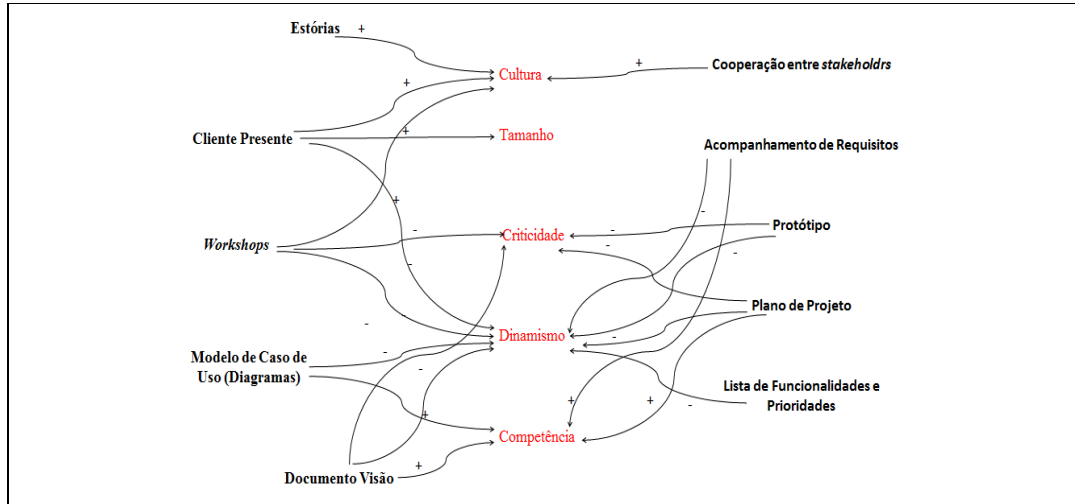 Estórias
+
Cultura
+
Cooperação entre stakeholdrs
+
Cliente Presente
+
Tamanho
Acompanhamento de Requisitos
+
-
Workshops
-
Criticidade
-
Protótipo
-
-
-
Plano de Projeto
-
-
Dinamismo
-
Modelo de Caso de
Uso (Diagramas)
-
-
Lista de Funcionalidades e
Prioridades
+
+
+
-
Competência
+
Documento Visão